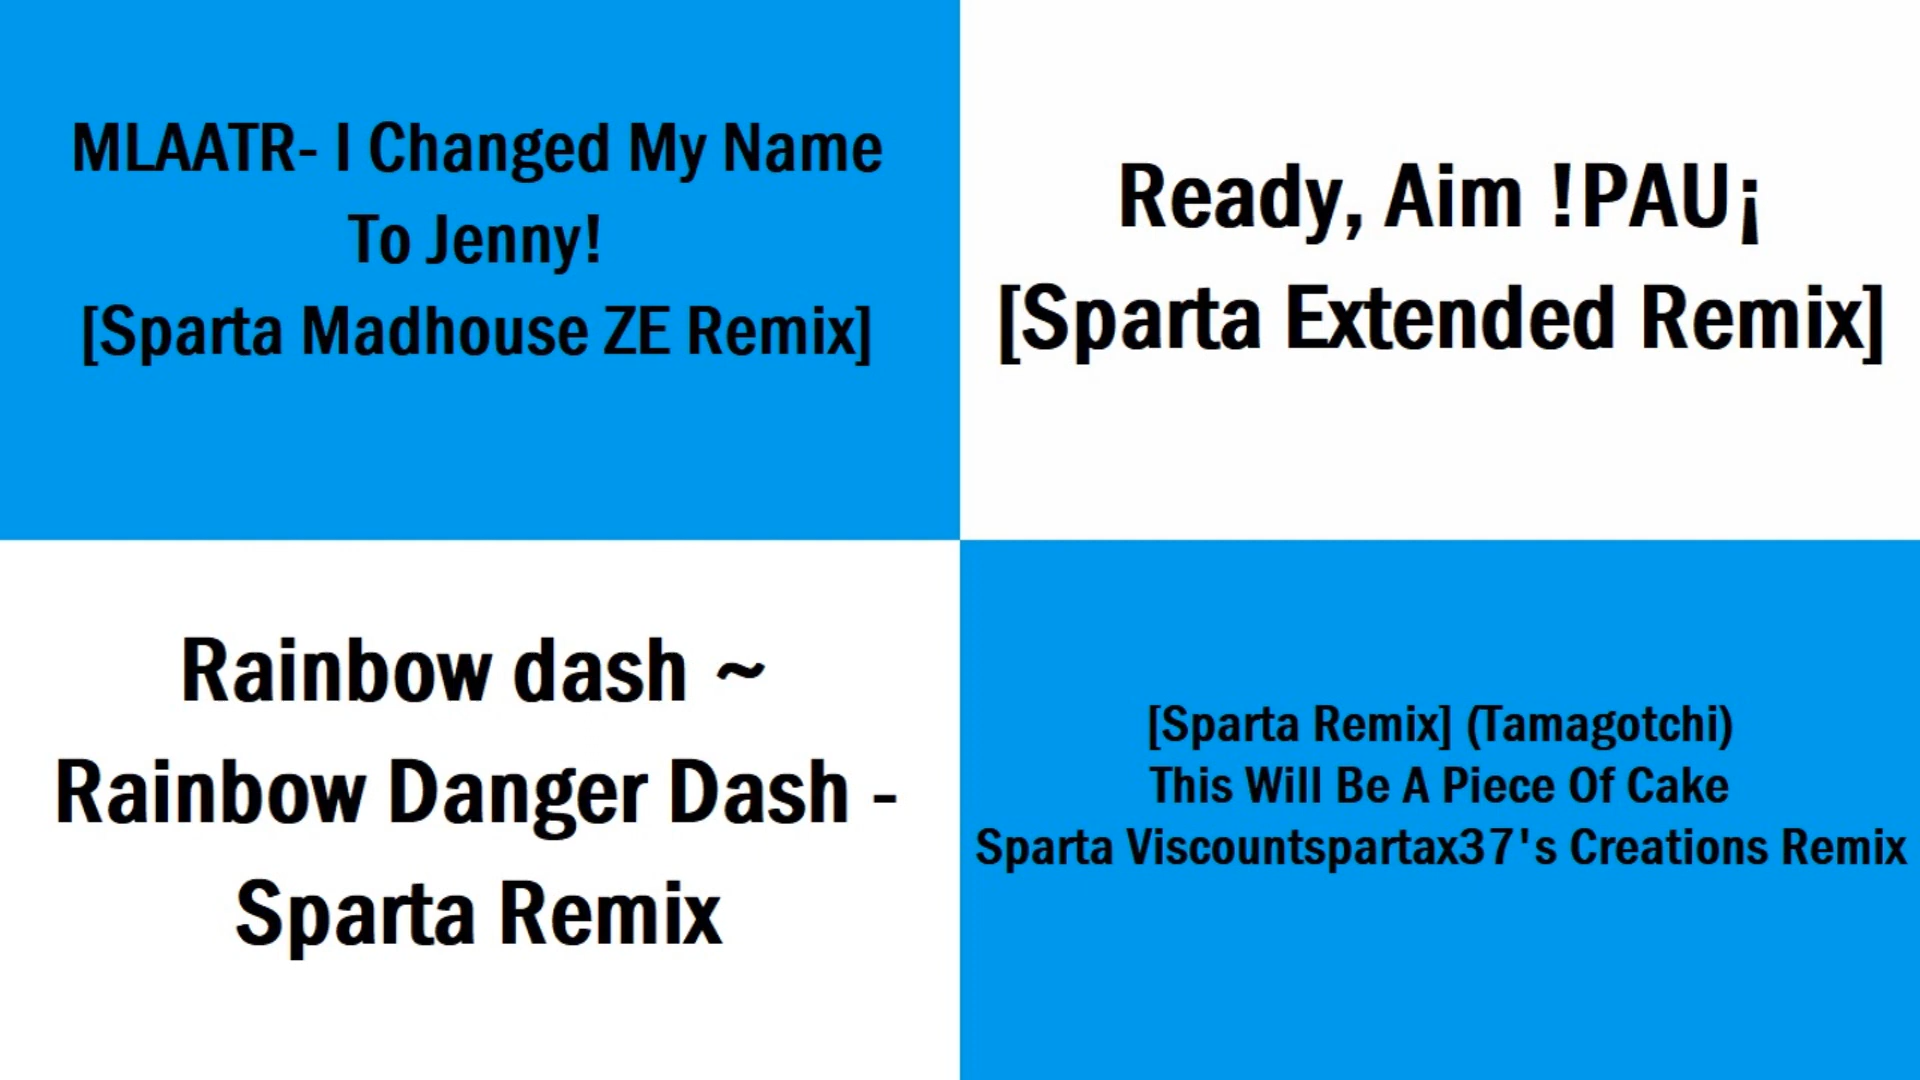 MLAATR- I Changed My Name
To Jenny!
[Sparta Madhouse ZE Remix]
Ready, Aim !PAU¡
[Sparta Extended Remix]
Rainbow dash ~
Rainbow Danger Dash -
Sparta Remix
[Sparta Remix] (Tamagotchi)
This Will Be A Piece Of Cake
Sparta Viscountspartax37's Creations Remix